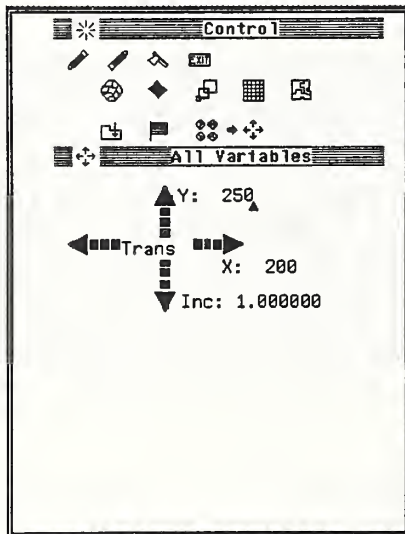 Control
EXIT
All Variables
Y: 250
Trans
X: 200
Inc: 1.000000